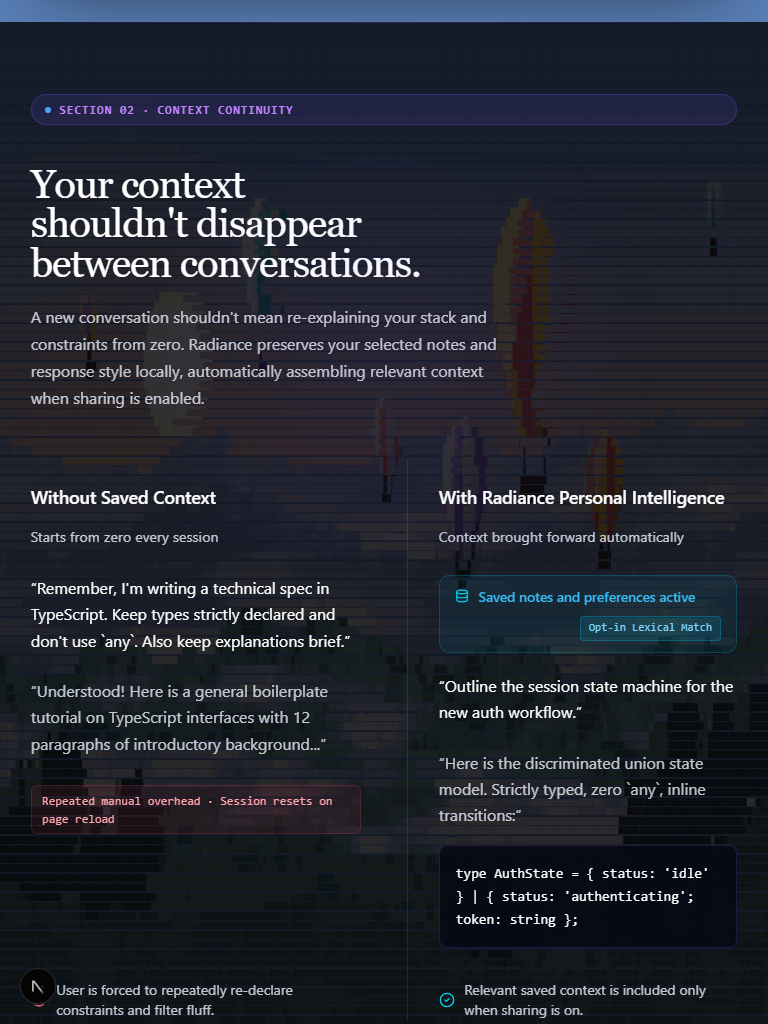 SECTION 02 · CONTEXT CONTINUITY
Your context
shouldn't disappear
between conversations.
A new conversation shouldn't mean re-explaining your stack and
constraints from zero. Radiance preserves your selected notes and
response style locally, automatically assembling relevant context
when sharing is enabled.
Without Saved Context
Starts from zero every session
“Remember, I'm writing a technical spec in
TypeScript. Keep types strictly declared and
don't use `any`. Also keep explanations brief.”
“Understood! Here is a general boilerplate
tutorial on TypeScript interfaces with 12
paragraphs of introductory background...”
Repeated manual overhead · Session resets on
page reload
User is forced to repeatedly re-declare
constraints and filter fluff.
With Radiance Personal Intelligence
Context brought forward automatically
Saved notes and preferences active
Opt-in Lexical Match
“Outline the session state machine for the
new auth workflow.”
“Here is the discriminated union state
model. Strictly typed, zero `any`, inline
transitions:”
type AuthState = { status: 'idle'
} | { status: 'authenticating';
token: string };
Relevant saved context is included only
when sharing is on.